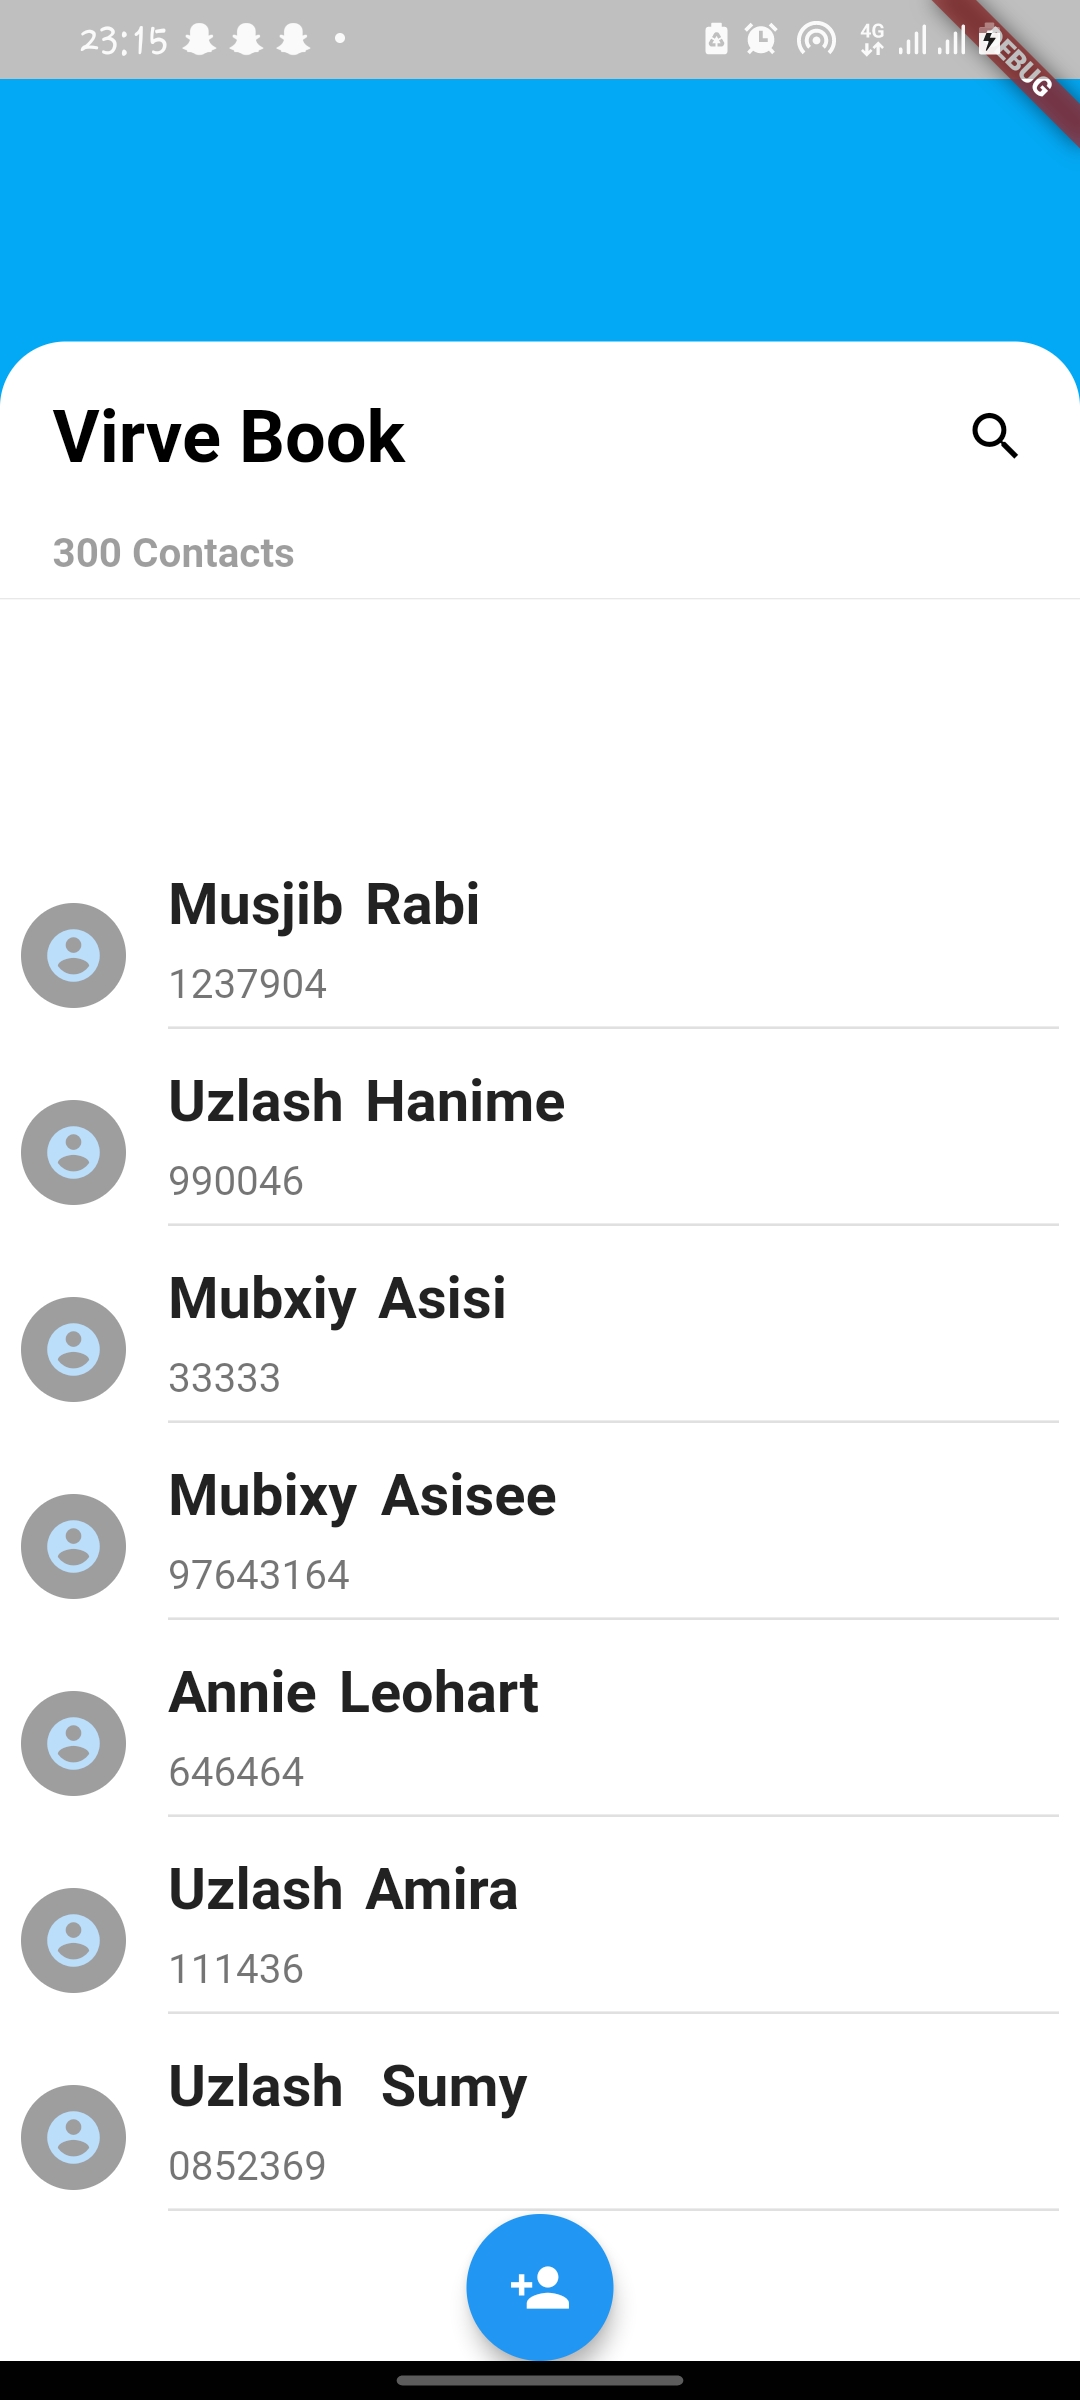 23:15
4G
EBUG
Virve Book
300 Contacts
Musjib Rabi
1237904
Uzlash Hanime
990046
Mubxiy Asisi
33333
Mubixy Asisee
97643164
Annie Leohart
646464
Uzlash Amira
111436
Uzlash Sumy
0852369